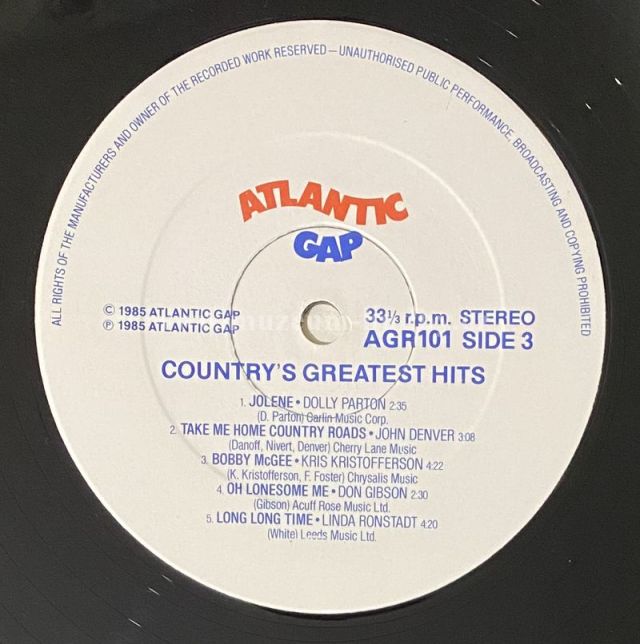 ALL RIGHTS OF THE MANUFACTURERS AND OWNER OF THE RECORDED WORK RESERVED – UNAUTHORISED PUBLIC PERFORMANCE, BROADCASTING AND COPYING PROHIBITED
ATLANTIC
GAP
© 1985 ATLANTIC GAP
℗ 1985 ATLANTIC GAP
33⅓ r.p.m. STEREO
AGR101 SIDE 3
COUNTRY'S GREATEST HITS
1. JOLENE • DOLLY PARTON 2:35
(D. Parton) Carlin Music Corp.
2. TAKE ME HOME COUNTRY ROADS • JOHN DENVER 3:08
(Danoff, Nivert, Denver) Cherry Lane Music
3. BOBBY McGEE • KRIS KRISTOFFERSON 4:22
(K. Kristofferson, F. Foster) Chrysalis Music
4. OH LONESOME ME • DON GIBSON 2:30
(Gibson) Acuff Rose Music Ltd.
5. LONG LONG TIME • LINDA RONSTADT 4:20
(White) Leeds Music Ltd.